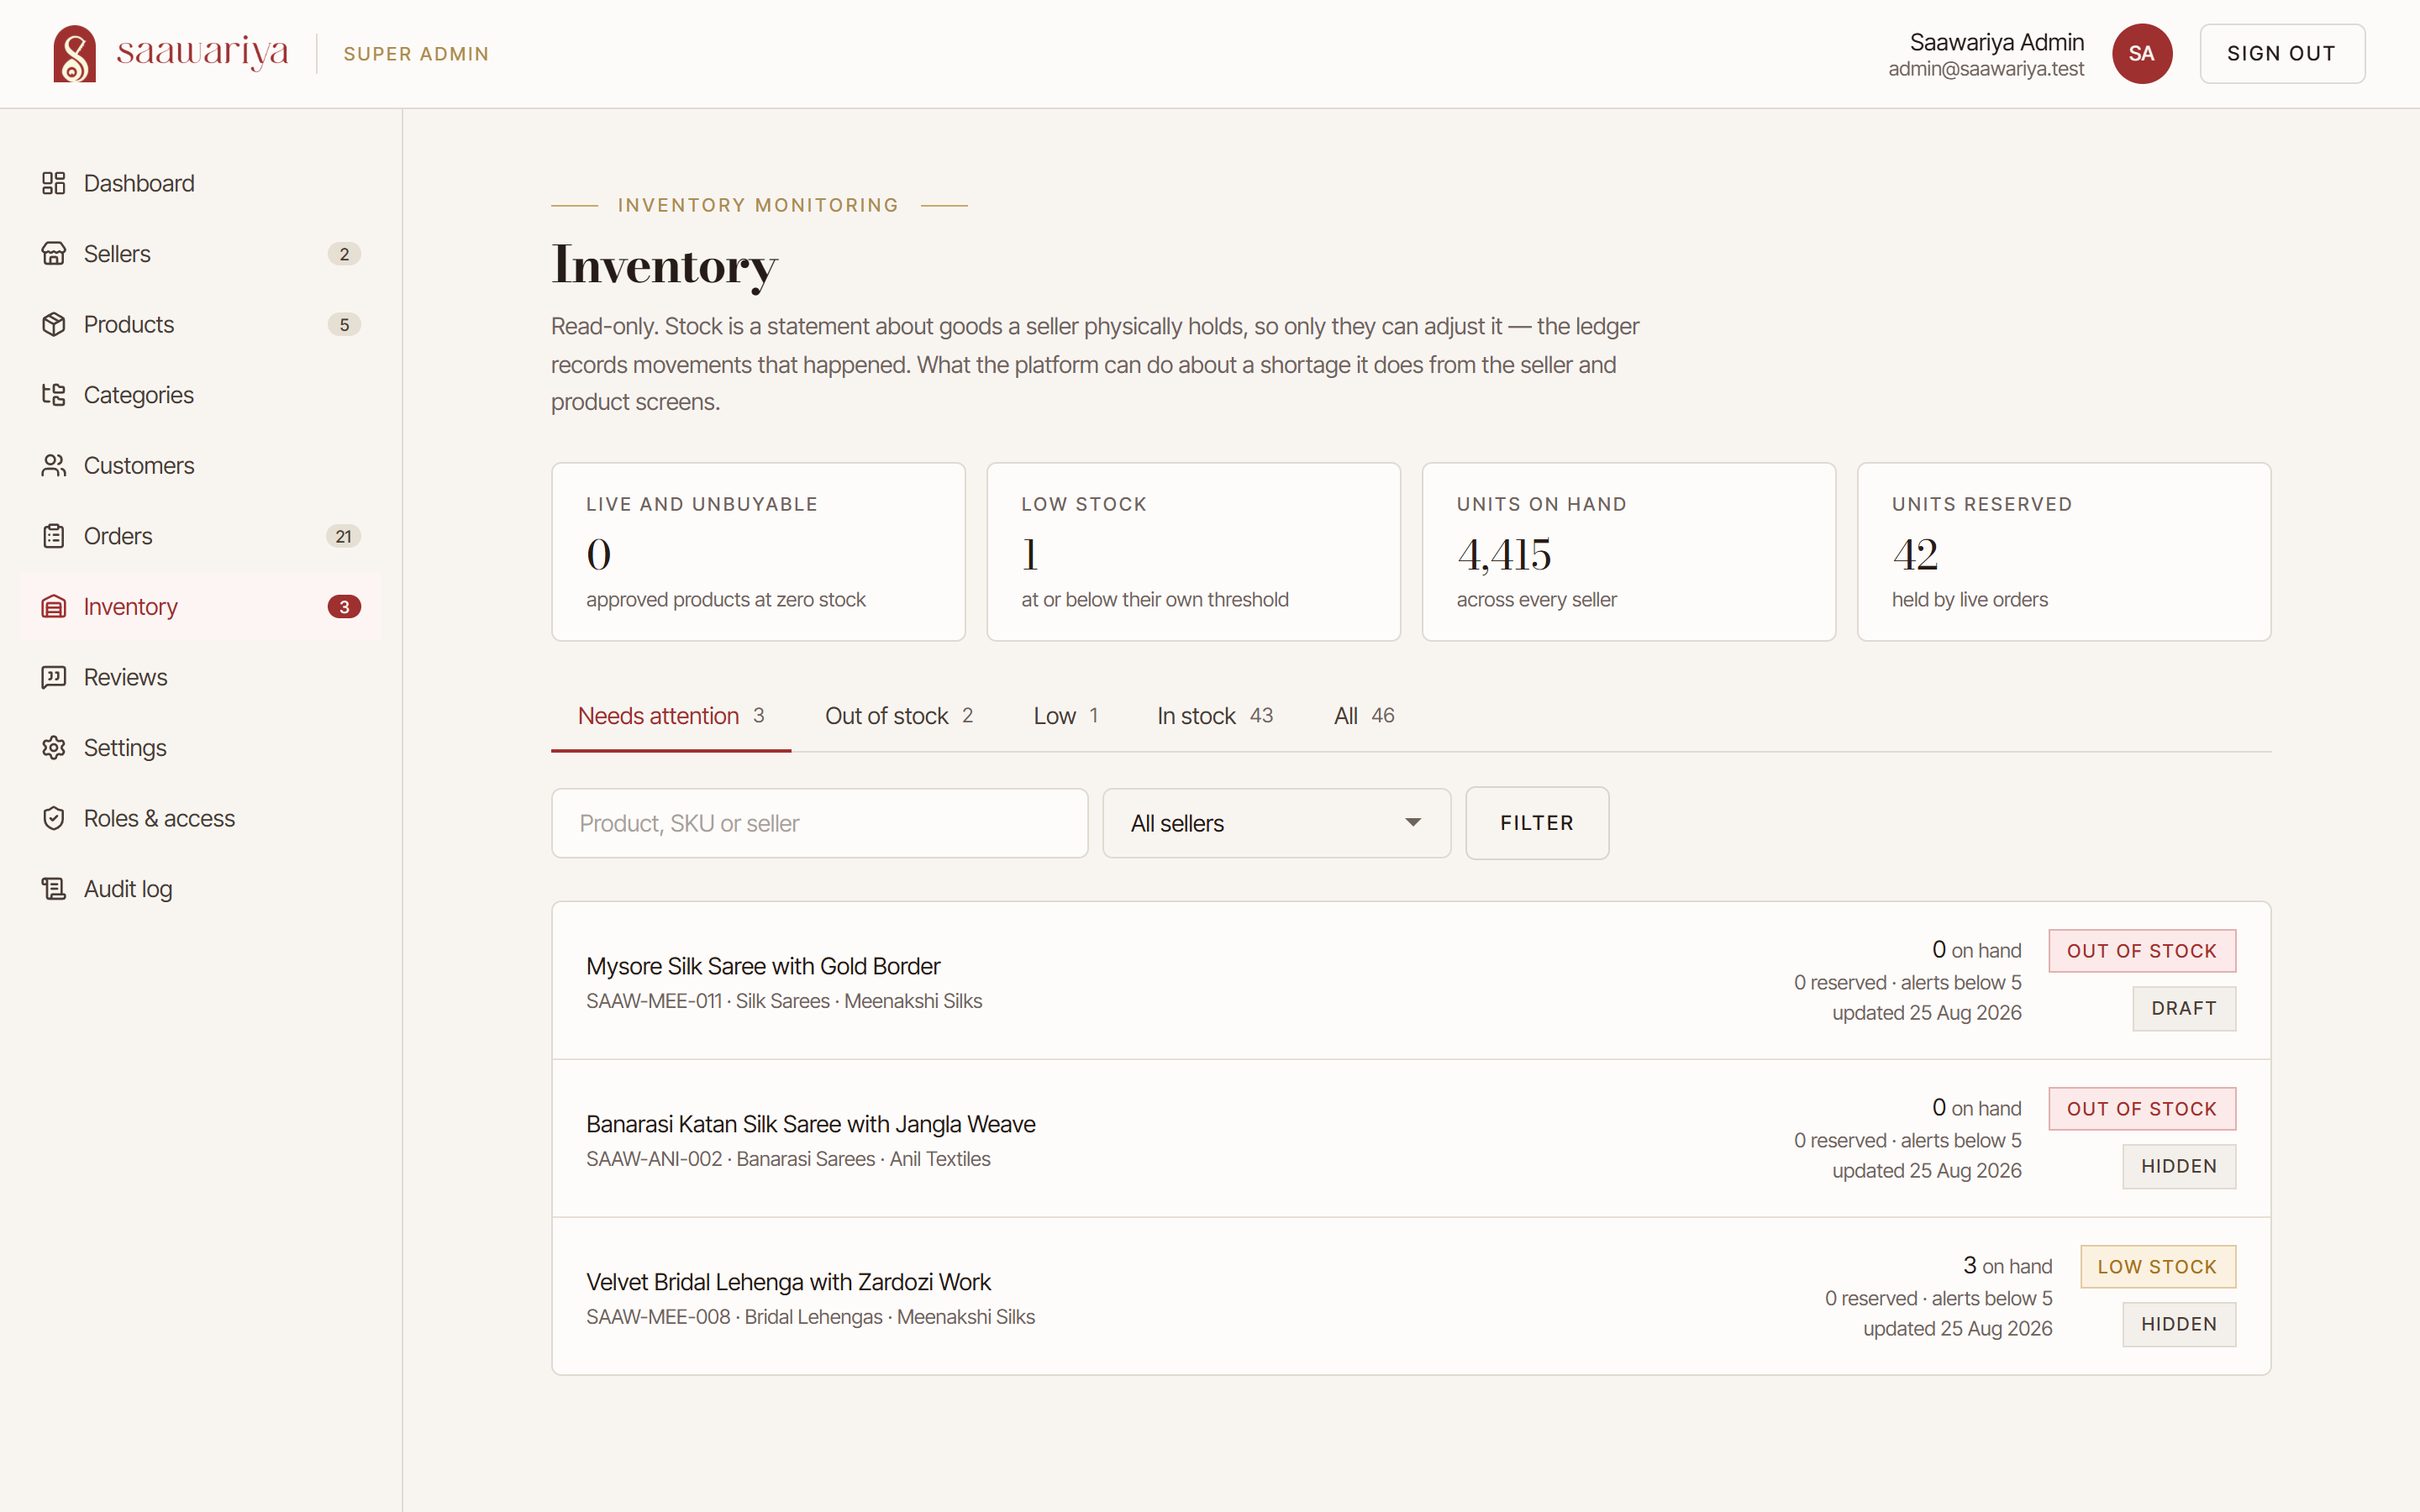 saawariya
SUPER ADMIN
Saawariya Admin
admin@saawariya.test
SA
SIGN OUT
Dashboard
Sellers 2
Products 5
Categories
Customers
Orders 21
Inventory 3
Reviews
Settings
Roles & access
Audit log
INVENTORY MONITORING
Inventory
Read-only. Stock is a statement about goods a seller physically holds, so only they can adjust it — the ledger
records movements that happened. What the platform can do about a shortage it does from the seller and
product screens.
LIVE AND UNBUYABLE
0
approved products at zero stock
LOW STOCK
1
at or below their own threshold
UNITS ON HAND
4,415
across every seller
UNITS RESERVED
42
held by live orders
Needs attention 3 Out of stock 2 Low 1 In stock 43 All 46
Product, SKU or seller
All sellers
FILTER
Mysore Silk Saree with Gold Border
SAAW-MEE-011 · Silk Sarees · Meenakshi Silks
0 on hand
0 reserved · alerts below 5
updated 25 Aug 2026
OUT OF STOCK
DRAFT
Banarasi Katan Silk Saree with Jangla Weave
SAAW-ANI-002 · Banarasi Sarees · Anil Textiles
0 on hand
0 reserved · alerts below 5
updated 25 Aug 2026
OUT OF STOCK
HIDDEN
Velvet Bridal Lehenga with Zardozi Work
SAAW-MEE-008 · Bridal Lehengas · Meenakshi Silks
3 on hand
0 reserved · alerts below 5
updated 25 Aug 2026
LOW STOCK
HIDDEN